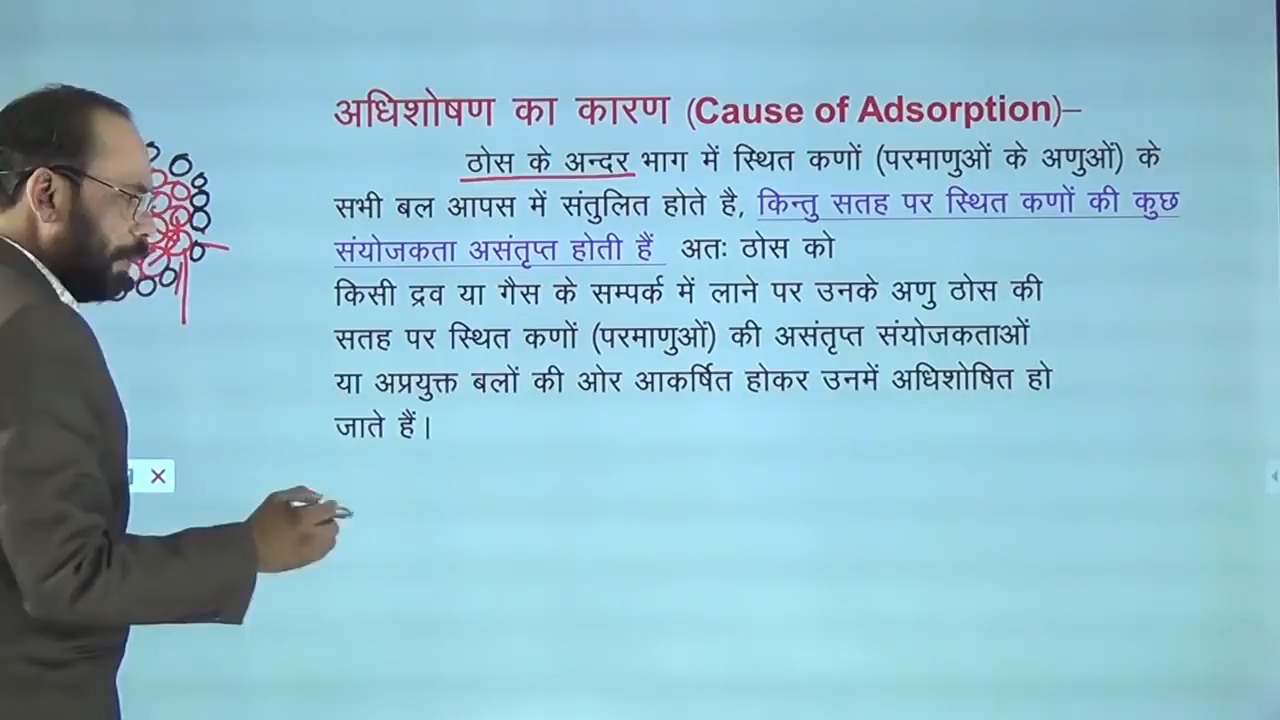 अधिशोषण का कारण (Cause of Adsorption)–
ठोस के अन्दर भाग में स्थित कणों (परमाणुओं के अणुओं) के
सभी बल आपस में संतुलित होते है, किन्तु सतह पर स्थित कणों की कुछ
संयोजकता असंतृप्त होती हैं अतः ठोस को
किसी द्रव या गैस के सम्पर्क में लाने पर उनके अणु ठोस की
सतह पर स्थित कणों (परमाणुओं) की असंतृप्त संयोजकताओं
या अप्रयुक्त बलों की ओर आकर्षित होकर उनमें अधिशोषित हो
जाते हैं।